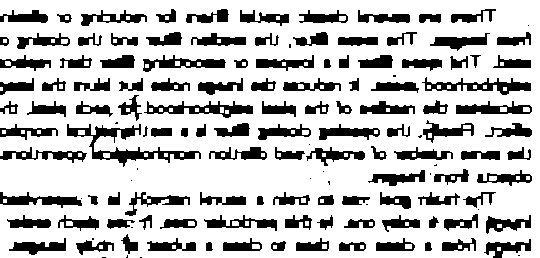 There are several classic spatial filters for reducing or elimin
from images. The mean filter, the median filter and the closing o
used. The mean filter is a lowpass or smoothing filter that replace
neighborhood mean. It reduces the image noise but blurs the imag
calculates the median of the pixel neighborhood for each pixel, th
effect. Finally, the opening closing filter is a mathematical morpho
the same number of erosion and dilation morphological operations
objects from images.
The main goal was to train a neural network in a supervised
image from a noisy one. In this particular case, it was much easier
image from a clean one than to clean a subset of noisy images.